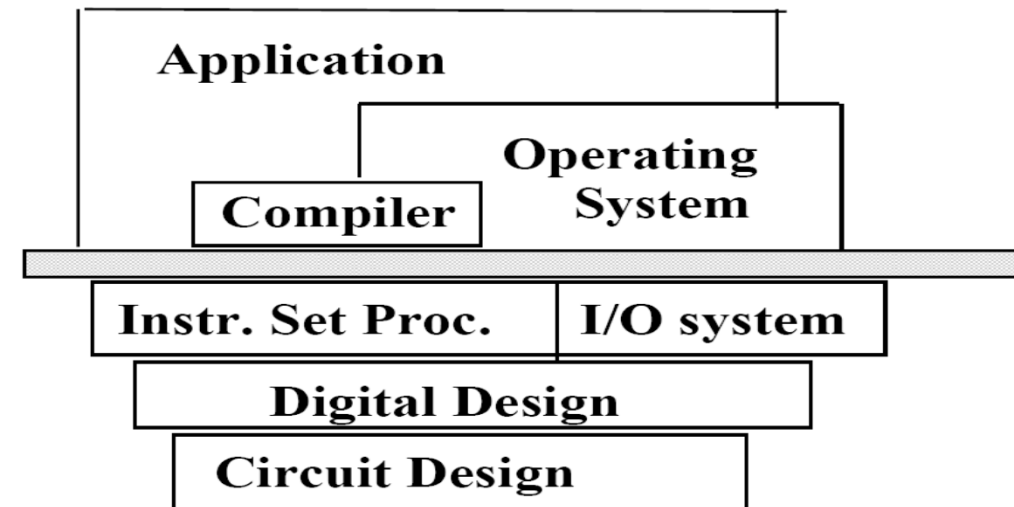 Application
Operating
System
Compiler
Instr. Set Proc.
I/O system
Digital Design
Circuit Design